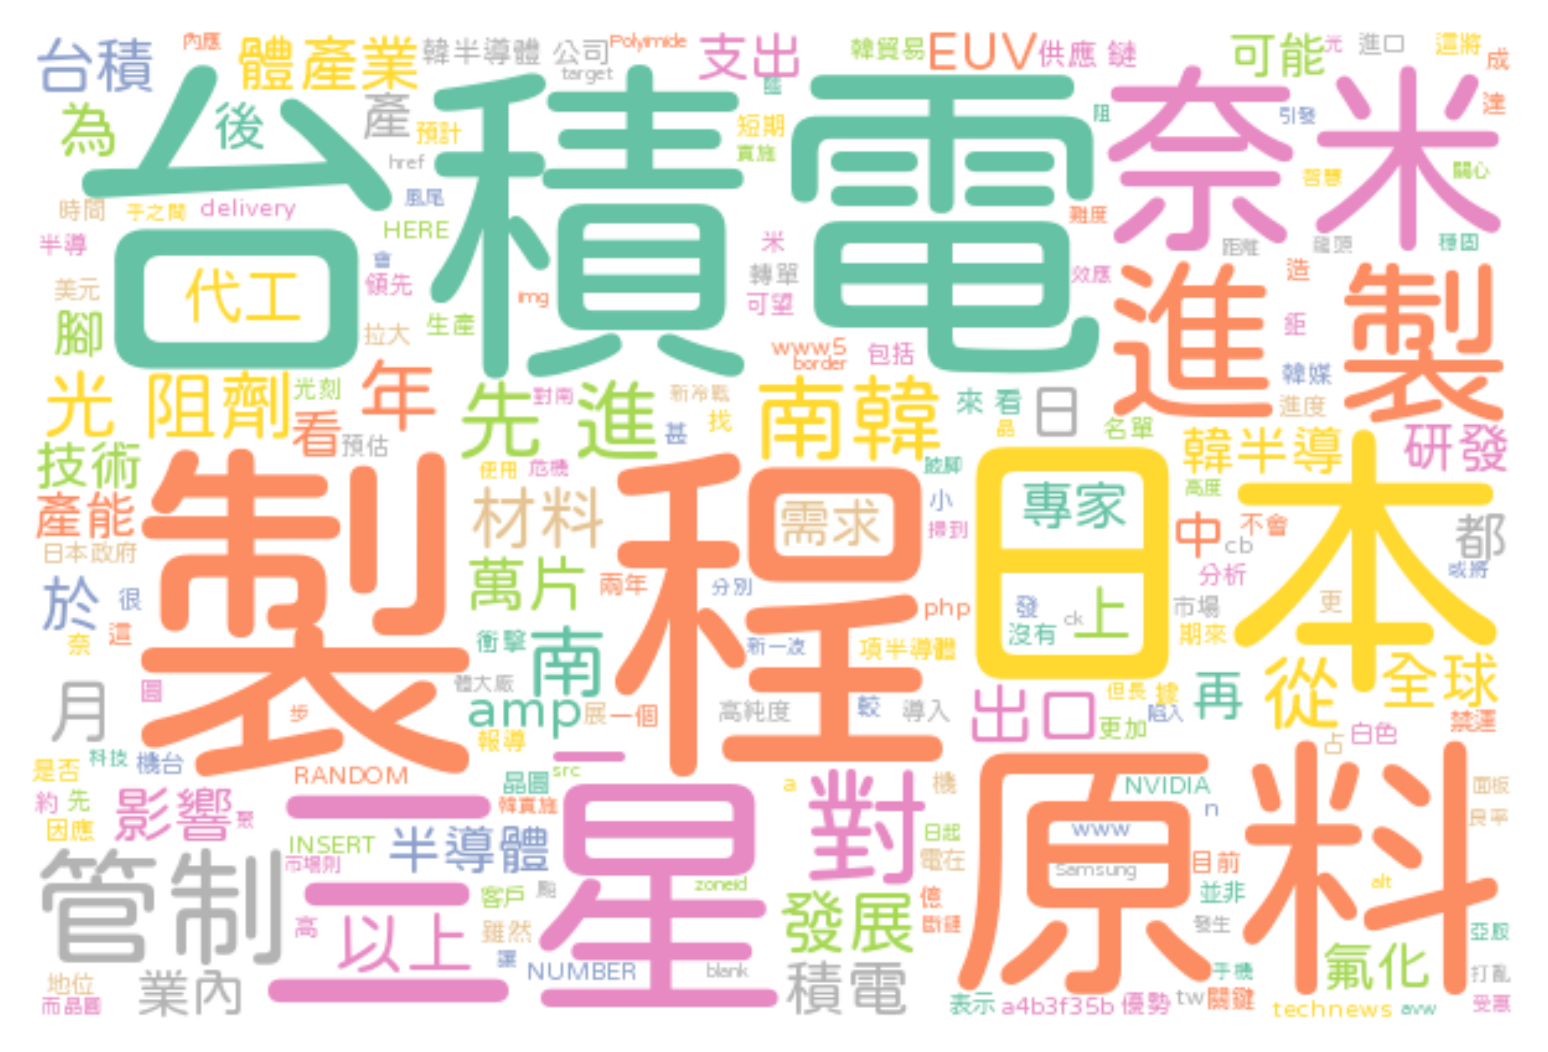 台積
內應
體產業
韓半導體
公司
Polyimide
target
支出
韓貿易
EUV
供應
鏈
可能
元
進口
這將
成
為
後
產
預計
href
台積電
短期
實施
阻
奈米
引發
達
智慧
關心
時間
手之間
delivery
風尾
HERE
半導
會
米
難度
距離
龍頭
穩固
美元
代工
領先
img
轉單
可望
效應
造
鉅
進
製
腳
拉大
生產
www.5
border
包括
韓媒
進度
光
阻劑
光刻
看
年
預估
先
進
對南
新冷戰
找
甚
南韓
來
看
日
名單
韓半導
研發
技術
使用
危機
高度
產能
日本政府
製程
材料
需求
小
掃到
日本
專家
中
不會
cb
分析
都
或將
於
很
奈
這
萬片
兩年
分別
php
發
ck
上
沒有
市場
期來
更
衝擊
南
新一波
項半導體
月
圓
步
體大廠
amp
展
一個
高純度
較
導入
出口
但長
據
陷入
更加
再
從
全球
禁運
占
白色
是否
科技
機台
報導
RANDOM
晶圓
src
a
機
NVIDIA
n
面板
良率
約
先
因應
影響
聚
INSERT
市場則
半導體
韓實施
三星
對
日起
電在
原料
www
Samsung
目前
並非
alt
管制
高
以上
客戶
雖然
讓
zoneid
發展
億
斷鏈
發生
亞股
地位
而晶圓
業內
NUMBER
blank
積電
表示
a4b3f35b
優勢
tw
手機
關鍵
氟化
technews
打亂
avw
受惠